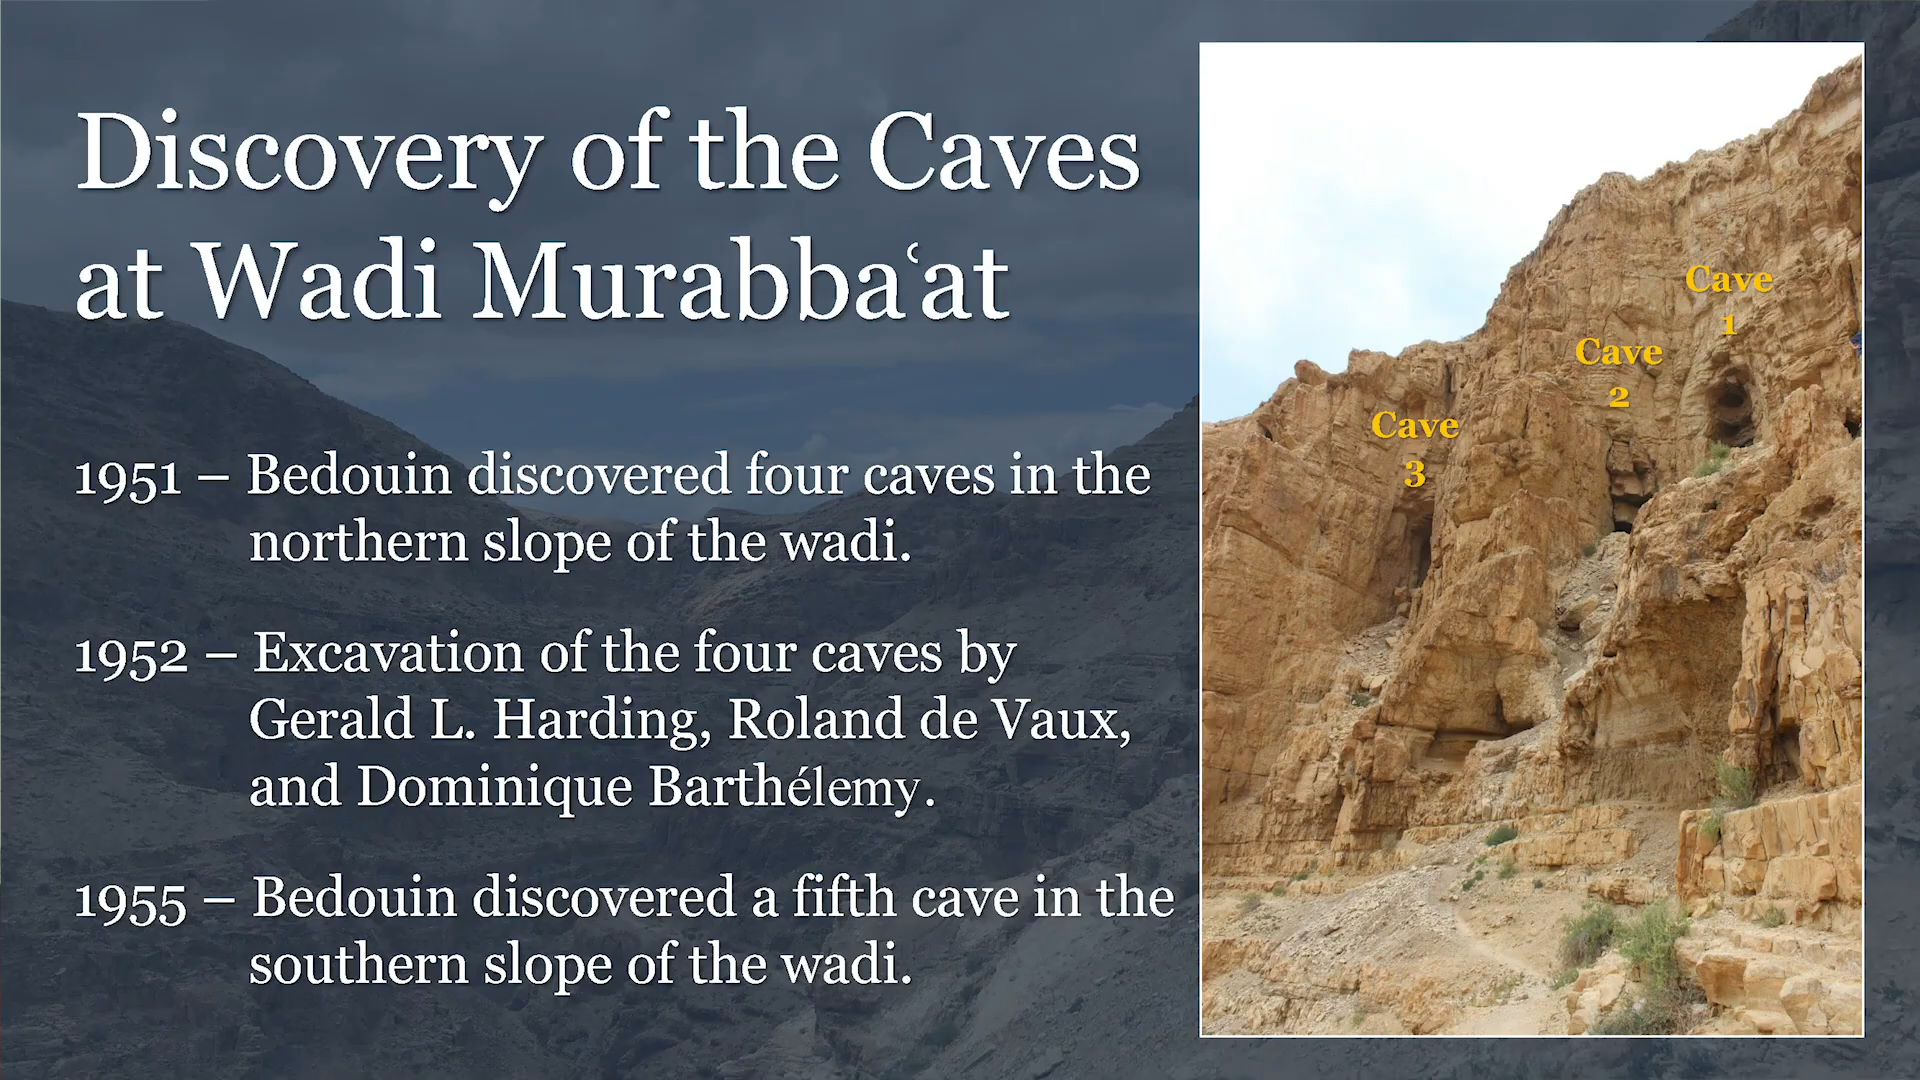 Discovery of the Caves
at Wadi Murabbaʿat
1951 – Bedouin discovered four caves in the
northern slope of the wadi.
1952 – Excavation of the four caves by
Gerald L. Harding, Roland de Vaux,
and Dominique Barthélemy.
1955 – Bedouin discovered a fifth cave in the
southern slope of the wadi.
Cave
1
Cave
2
Cave
3